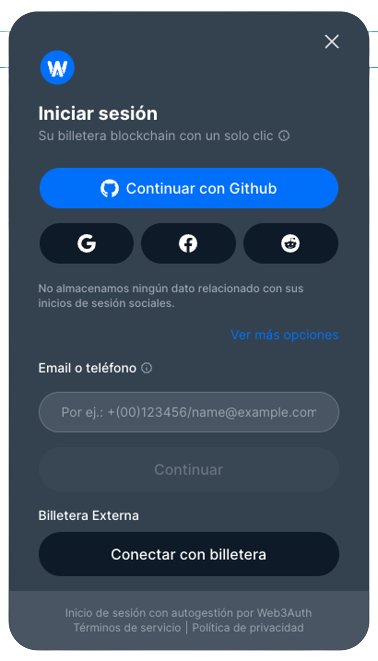 W
Iniciar sesión
Su billetera blockchain con un solo clic
Continuar con Github
No almacenamos ningún dato relacionado con sus
inicios de sesión sociales.
Ver más opciones
Email o teléfono
Por ej.: +(00)123456/name@example.com
Continuar
Billetera Externa
Conectar con billetera
Inicio de sesión con autogestión por Web3Auth
Términos de servicio | Política de privacidad